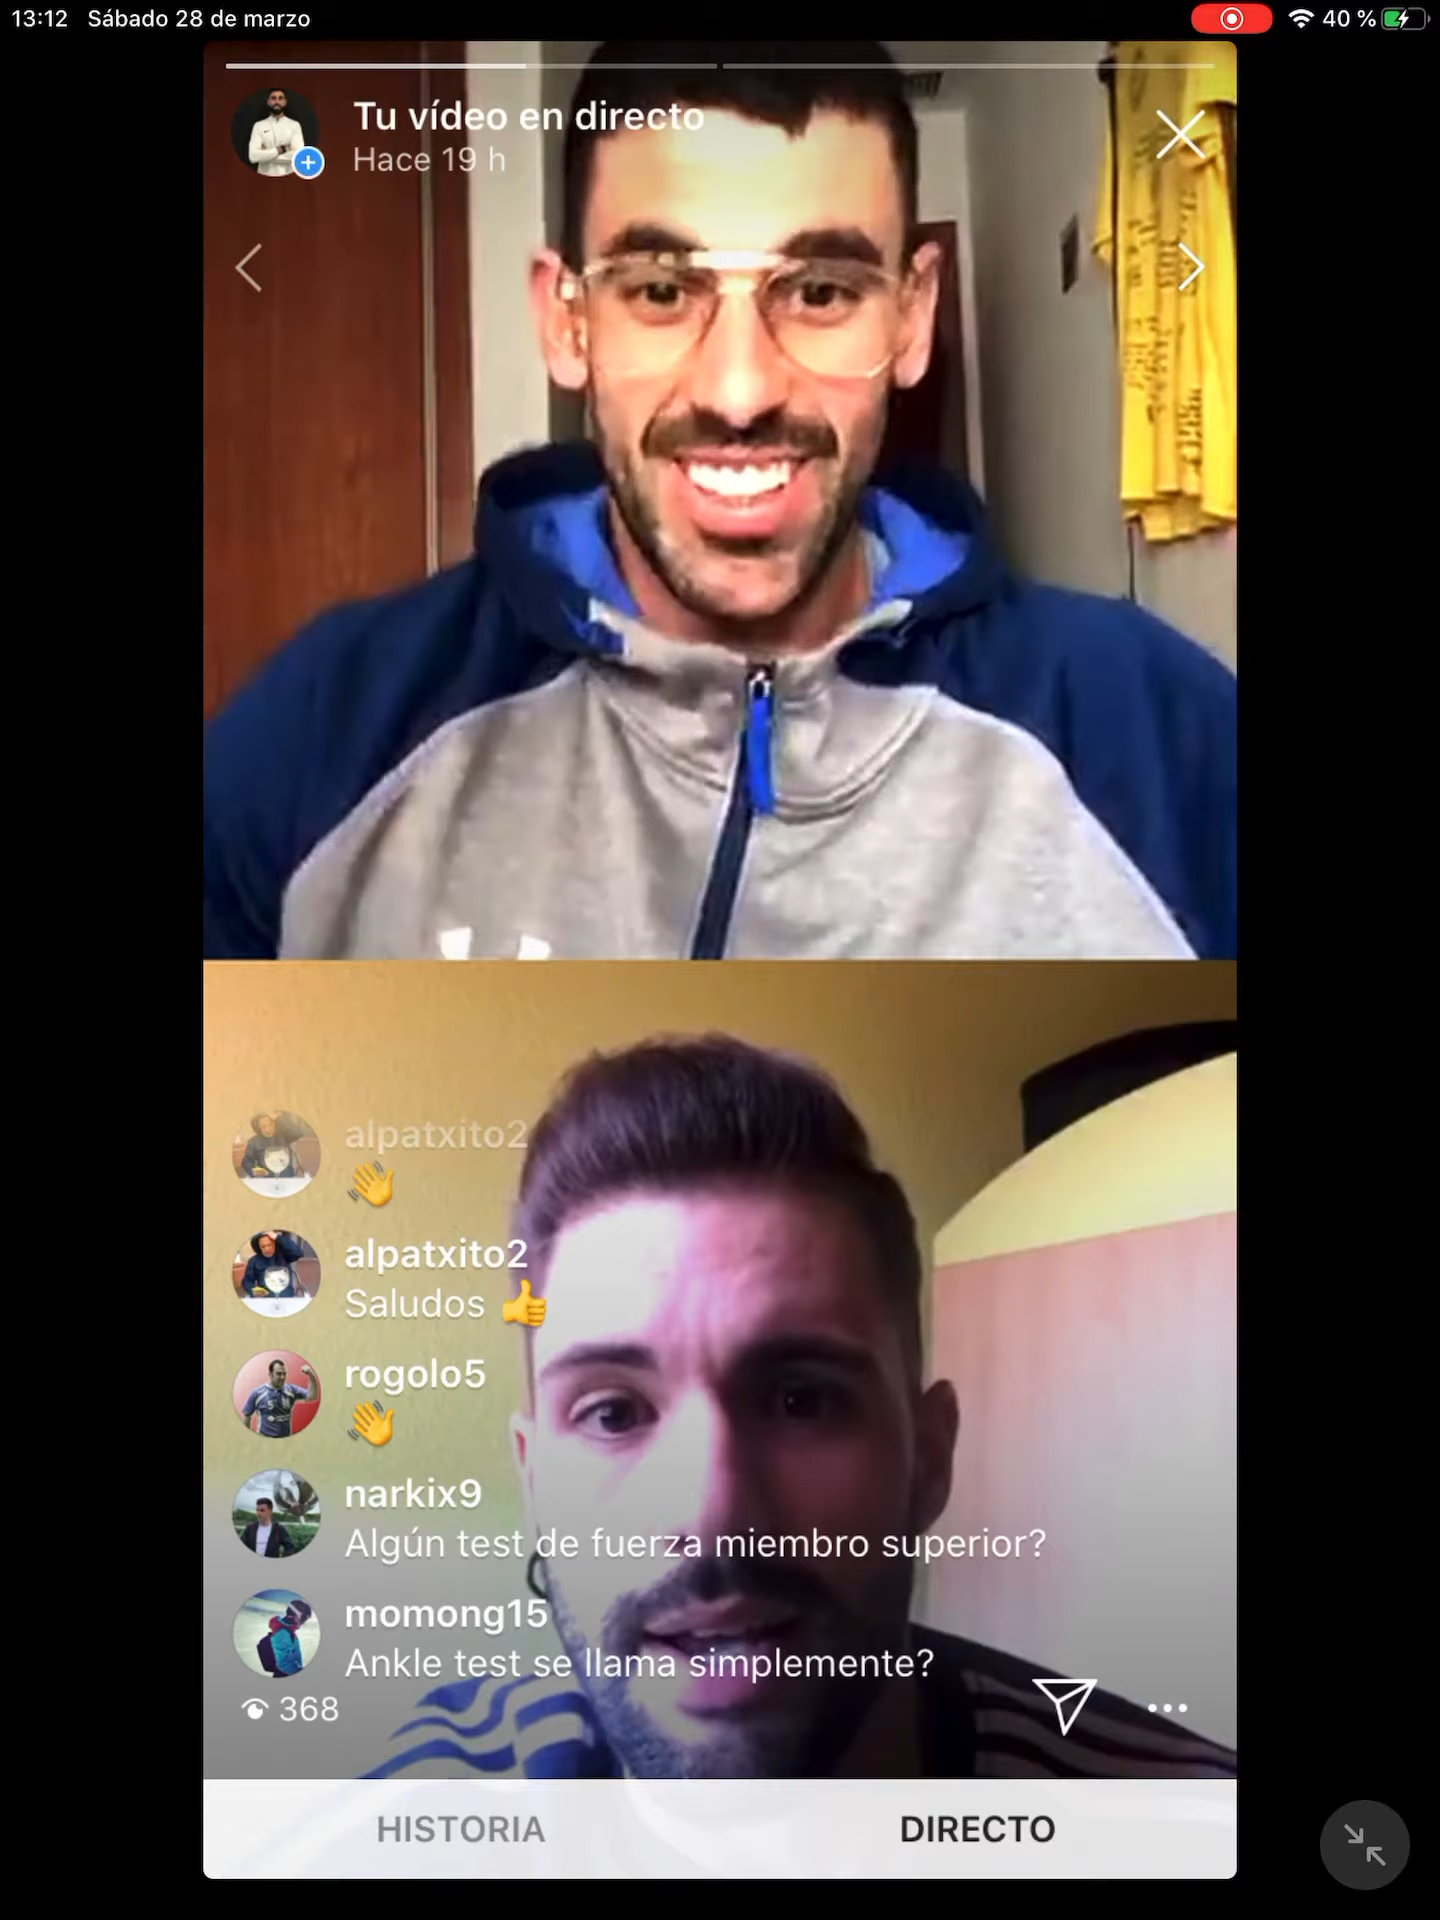 13:12 Sábado 28 de marzo 40 %
Tu vídeo en directo
Hace 19 h
alpatxito2
👋
alpatxito2
Saludos 👍
rogolo5
👋
narkix9
Algún test de fuerza miembro superior?
momong15
Ankle test se llama simplemente?
368
HISTORIA DIRECTO